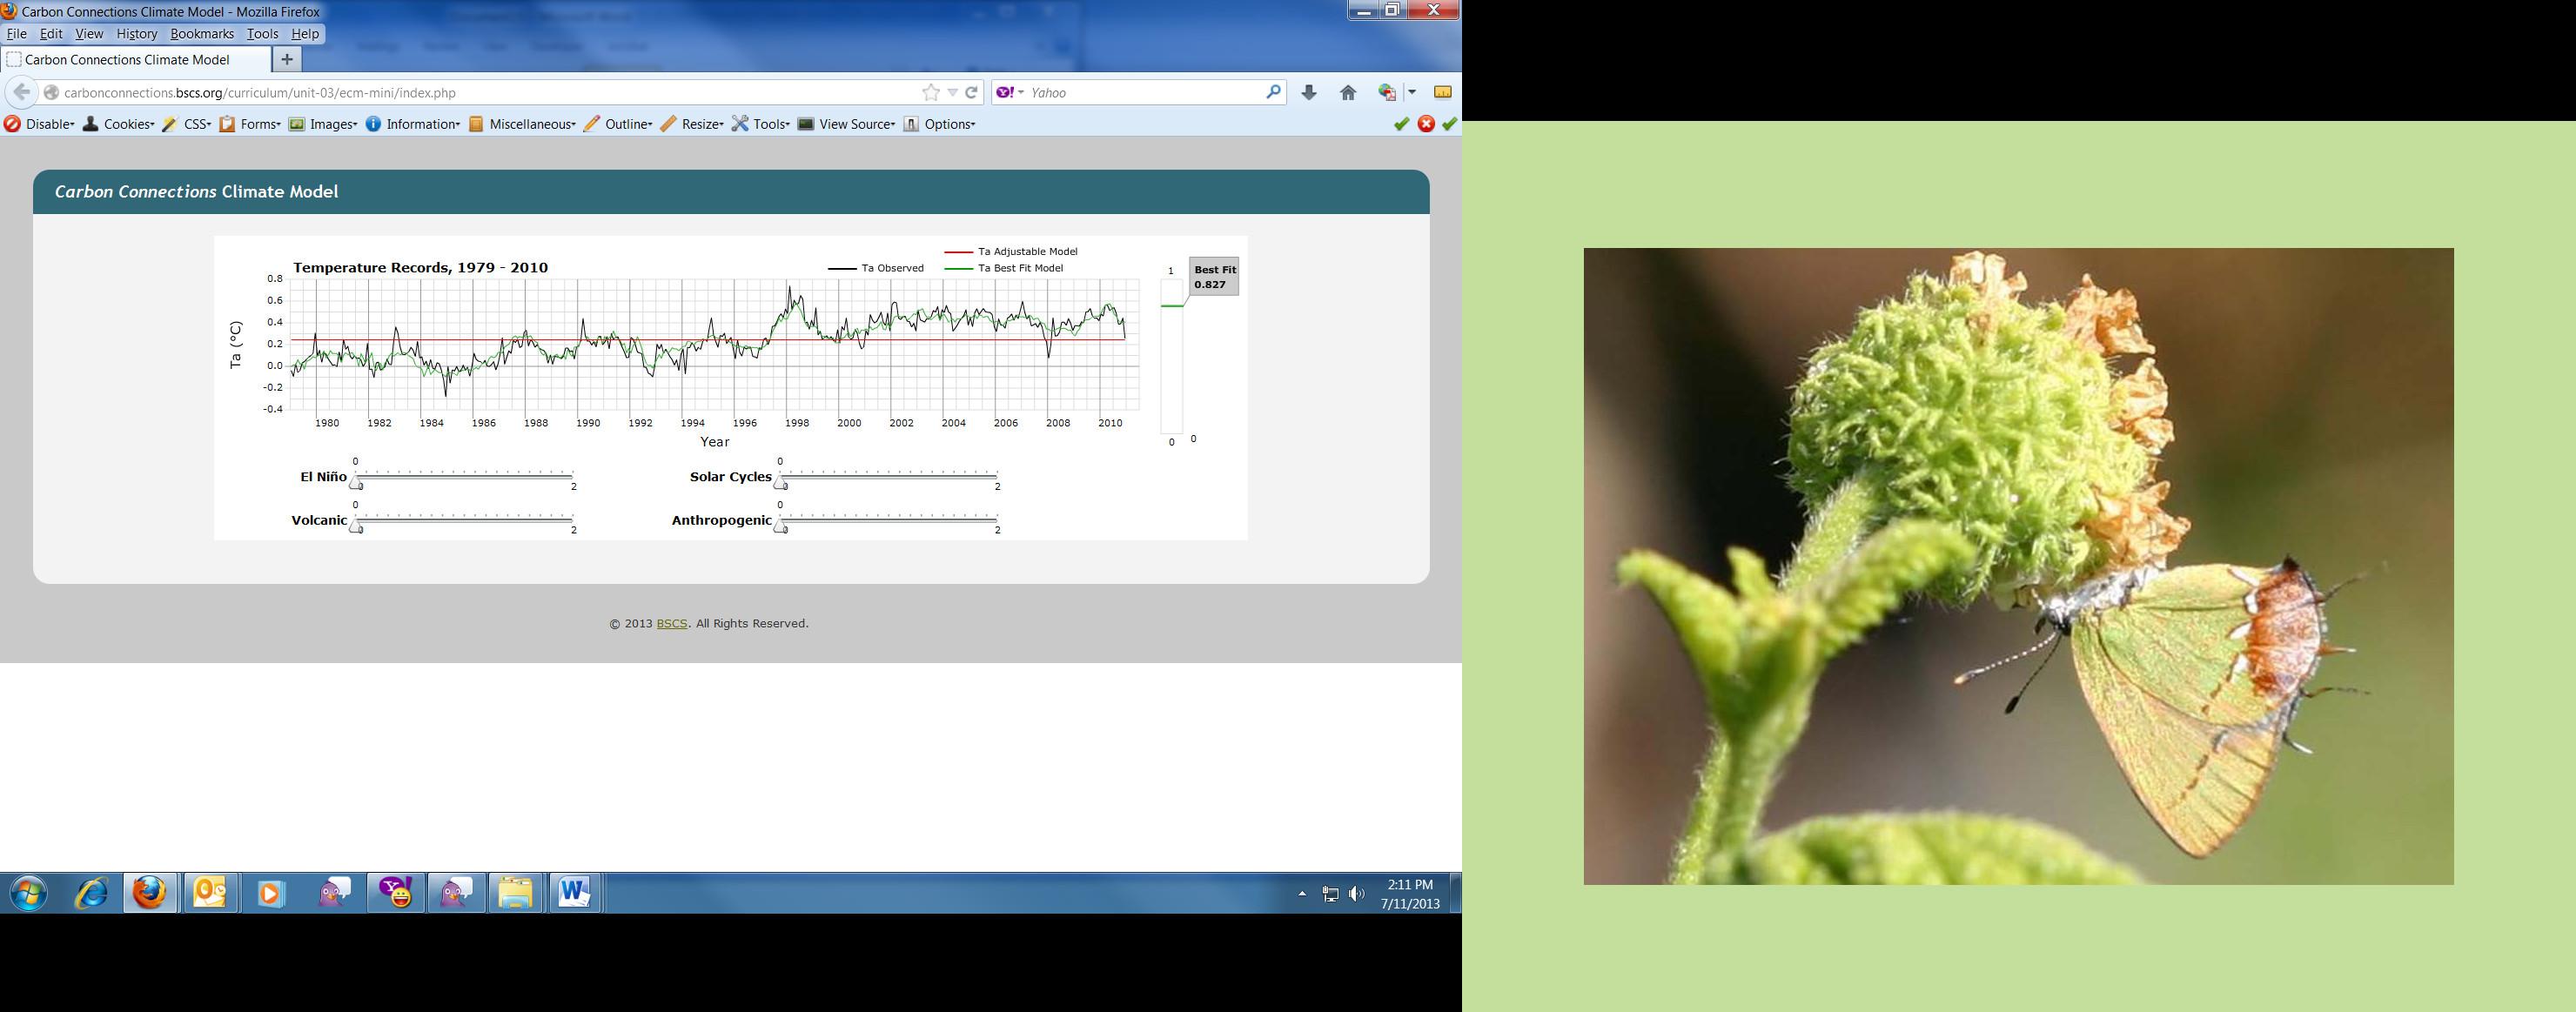 Carbon Connections Climate Model - Mozilla Firefox
File Edit View History Bookmarks Tools Help
Carbon Connections Climate Model
carbonconnections.bscs.org/curriculum/unit-03/ecm-mini/index.php
Yahoo
Disable Cookies CSS Forms Images Information Miscellaneous Outline Resize Tools View Source Options
Carbon Connections Climate Model
Temperature Records, 1979 - 2010
Ta Adjustable Model
Ta Observed
Ta Best Fit Model
Ta (°C)
0.8
0.6
0.4
0.2
0.0
-0.2
-0.4
1980 1982 1984 1986 1988 1990 1992 1994 1996 1998 2000 2002 2004 2006 2008 2010
Year
1
Best Fit
0.827
0
0
0
El Niño
0
2
0
Solar Cycles
0
2
0
Volcanic
0
2
0
Anthropogenic
0
2
© 2013 BSCS. All Rights Reserved.
2:11 PM
7/11/2013